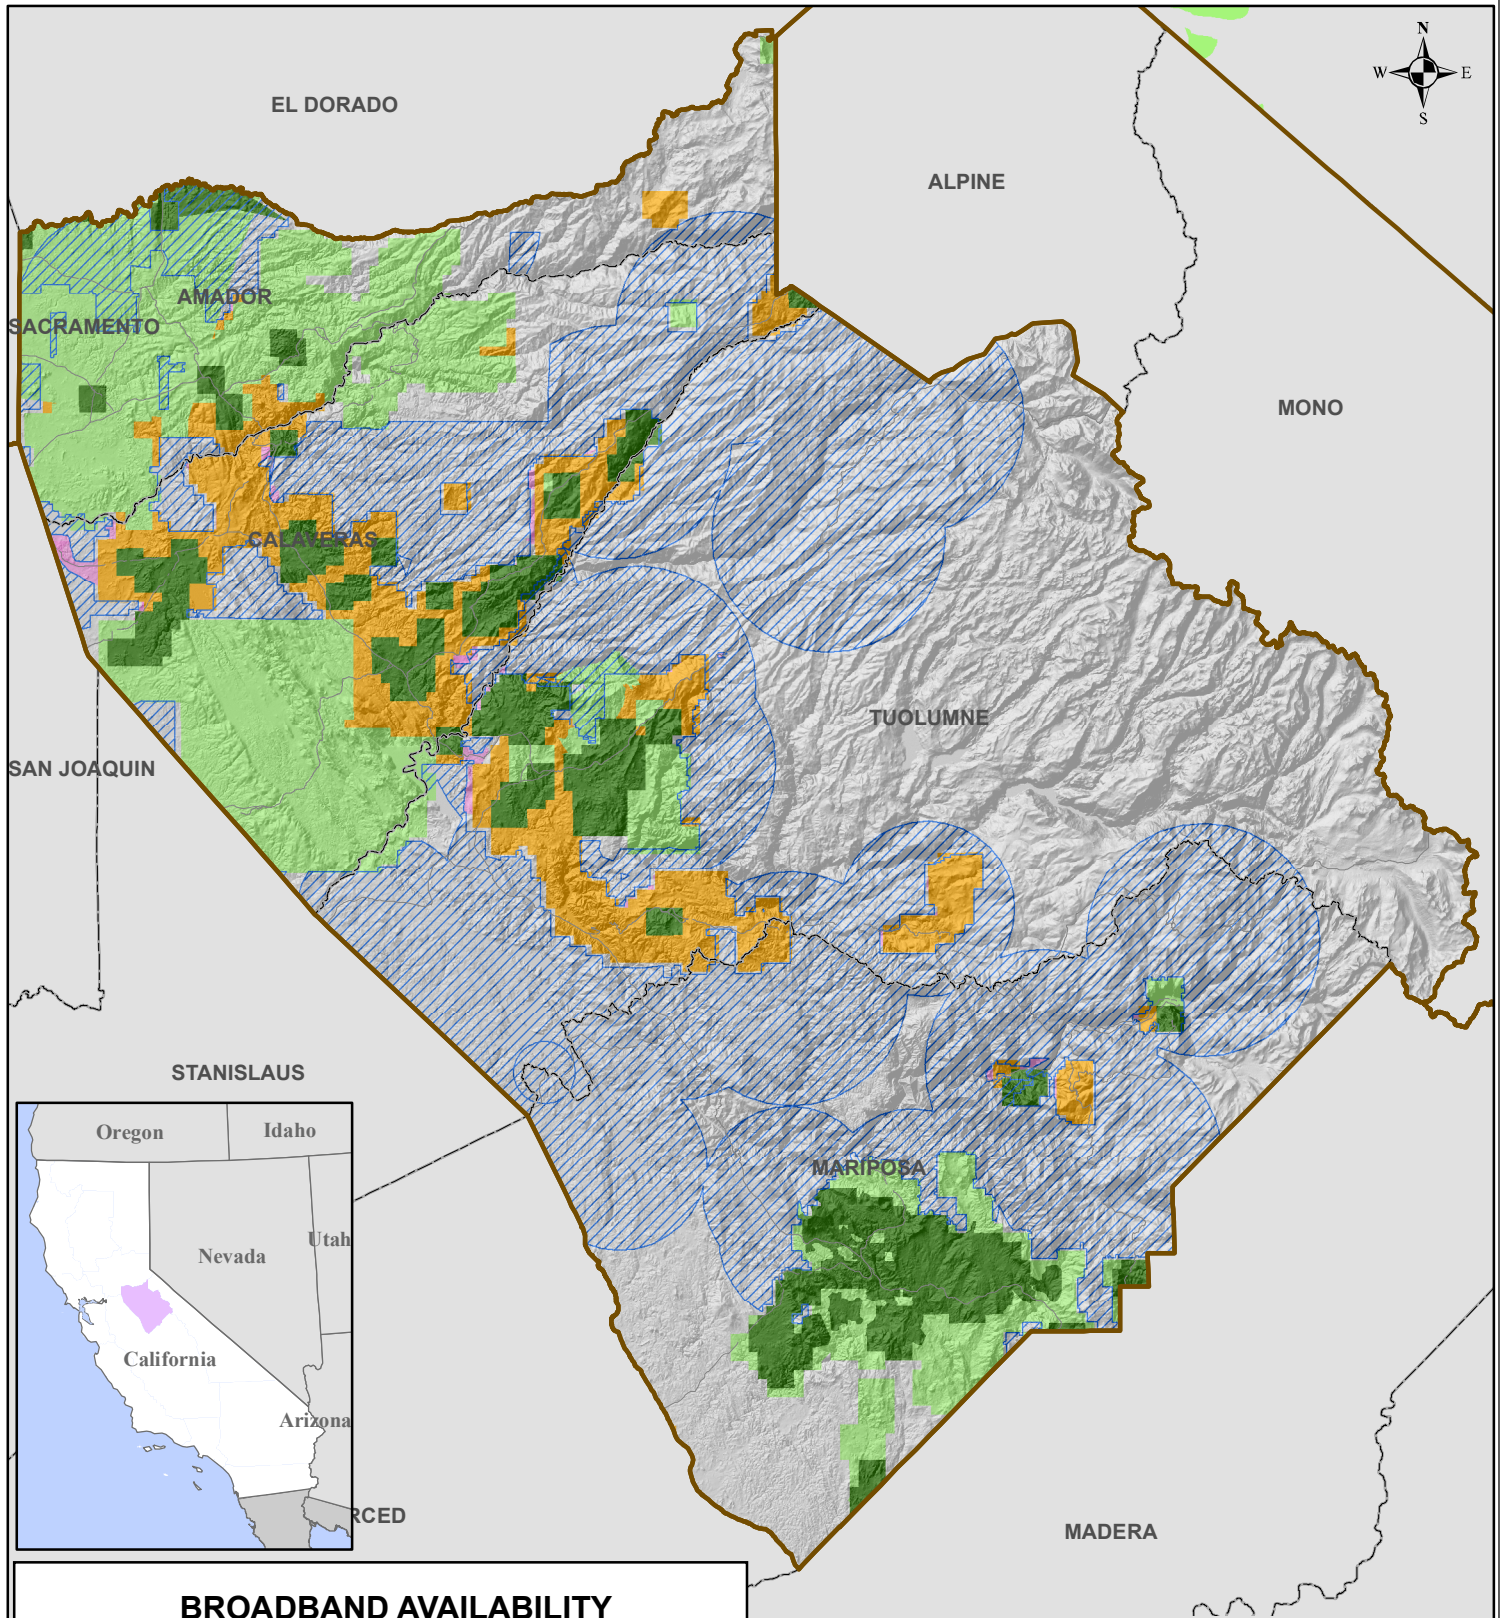 N
W E
S
EL DORADO
ALPINE
AMADOR
SACRAMENTO
MONO
CALAVERAS
TUOLUMNE
SAN JOAQUIN
STANISLAUS
MARIPOSA
Oregon
Idaho
Nevada
Utah
California
Arizona
RCED
MADERA
BROADBAND AVAILABILITY